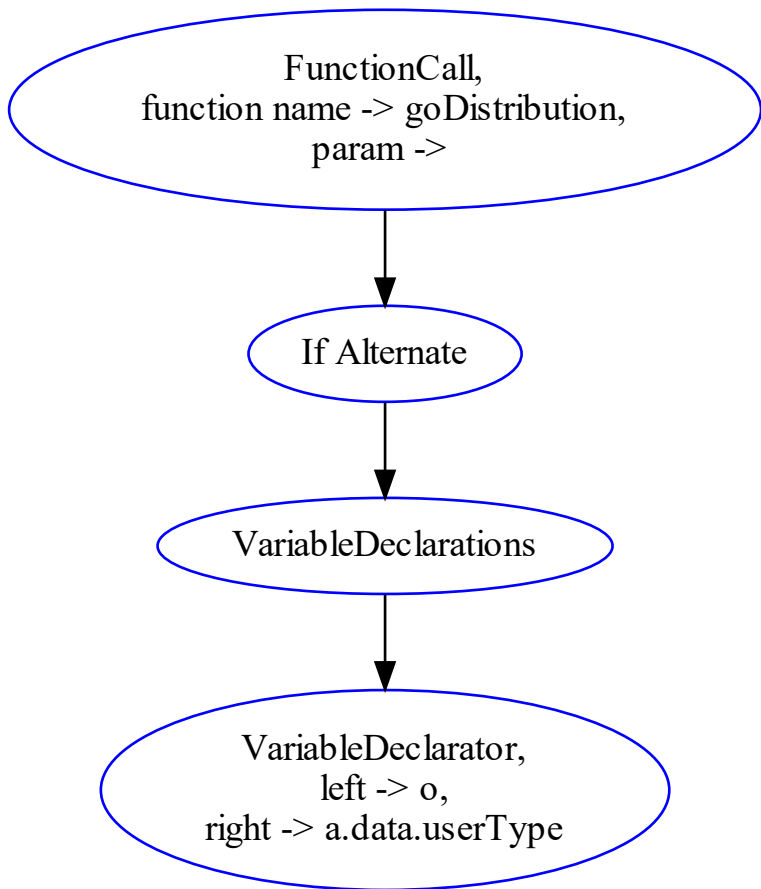 FunctionCall,
function name -> goDistribution,
param ->
If Alternate
VariableDeclarations
VariableDeclarator,
left -> o,
right -> a.data.userType